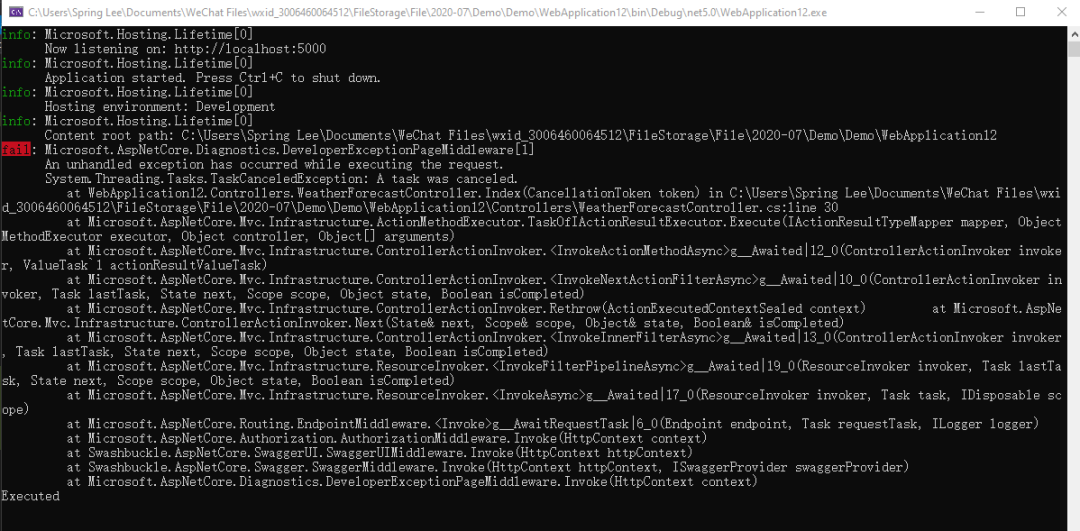 C:\Users\Spring Lee\Documents\WeChat Files\wxid_3006460064512\FileStorage\File\2020-07\Demo\Demo\WebApplication12\bin\Debug\net5.0\WebApplication12.exe
info: Microsoft.Hosting.Lifetime[0]
Now listening on: http://localhost:5000
info: Microsoft.Hosting.Lifetime[0]
Application started. Press Ctrl+C to shut down.
info: Microsoft.Hosting.Lifetime[0]
Hosting environment: Development
info: Microsoft.Hosting.Lifetime[0]
Content root path: C:\Users\Spring Lee\Documents\WeChat Files\wxid_3006460064512\FileStorage\File\2020-07\Demo\Demo\WebApplication12
fail: Microsoft.AspNetCore.Diagnostics.DeveloperExceptionPageMiddleware[1]
An unhandled exception has occurred while executing the request.
System.Threading.Tasks.TaskCanceledException: A task was canceled.
at WebApplication12.Controllers.WeatherForecastController.Index(CancellationToken token) in C:\Users\Spring Lee\Documents\WeChat Files\wxi
d_3006460064512\FileStorage\File\2020-07\Demo\Demo\WebApplication12\Controllers\WeatherForecastController.cs:line 30
at Microsoft.AspNetCore.Mvc.Infrastructure.ActionMethodExecutor.TaskOfIActionResultExecutor.Execute(IActionResultTypeMapper mapper, Object
MethodExecutor executor, Object controller, Object[] arguments)
at Microsoft.AspNetCore.Mvc.Infrastructure.ControllerActionInvoker.<InvokeActionMethodAsync>g__Awaited|12_0(ControllerActionInvoker invoke
r, ValueTask`1 actionResultValueTask)
at Microsoft.AspNetCore.Mvc.Infrastructure.ControllerActionInvoker.<InvokeNextActionFilterAsync>g__Awaited|10_0(ControllerActionInvoker in
voker, Task lastTask, State next, Scope scope, Object state, Boolean isCompleted)
at Microsoft.AspNetCore.Mvc.Infrastructure.ControllerActionInvoker.Rethrow(ActionExecutedContextSealed context)         at Microsoft.AspNe
tCore.Mvc.Infrastructure.ControllerActionInvoker.Next(State& next, Scope& scope, Object& state, Boolean& isCompleted)
at Microsoft.AspNetCore.Mvc.Infrastructure.ControllerActionInvoker.<InvokeInnerFilterAsync>g__Awaited|13_0(ControllerActionInvoker invoker
, Task lastTask, State next, Scope scope, Object state, Boolean isCompleted)
at Microsoft.AspNetCore.Mvc.Infrastructure.ResourceInvoker.<InvokeFilterPipelineAsync>g__Awaited|19_0(ResourceInvoker invoker, Task lastTa
sk, State next, Scope scope, Object state, Boolean isCompleted)
at Microsoft.AspNetCore.Mvc.Infrastructure.ResourceInvoker.<InvokeAsync>g__Awaited|17_0(ResourceInvoker invoker, Task task, IDisposable sc
ope)
at Microsoft.AspNetCore.Routing.EndpointMiddleware.<Invoke>g__AwaitRequestTask|6_0(Endpoint endpoint, Task requestTask, ILogger logger)
at Microsoft.AspNetCore.Authorization.AuthorizationMiddleware.Invoke(HttpContext context)
at Swashbuckle.AspNetCore.SwaggerUI.SwaggerUIMiddleware.Invoke(HttpContext httpContext)
at Swashbuckle.AspNetCore.Swagger.SwaggerMiddleware.Invoke(HttpContext httpContext, ISwaggerProvider swaggerProvider)
at Microsoft.AspNetCore.Diagnostics.DeveloperExceptionPageMiddleware.Invoke(HttpContext context)
Executed